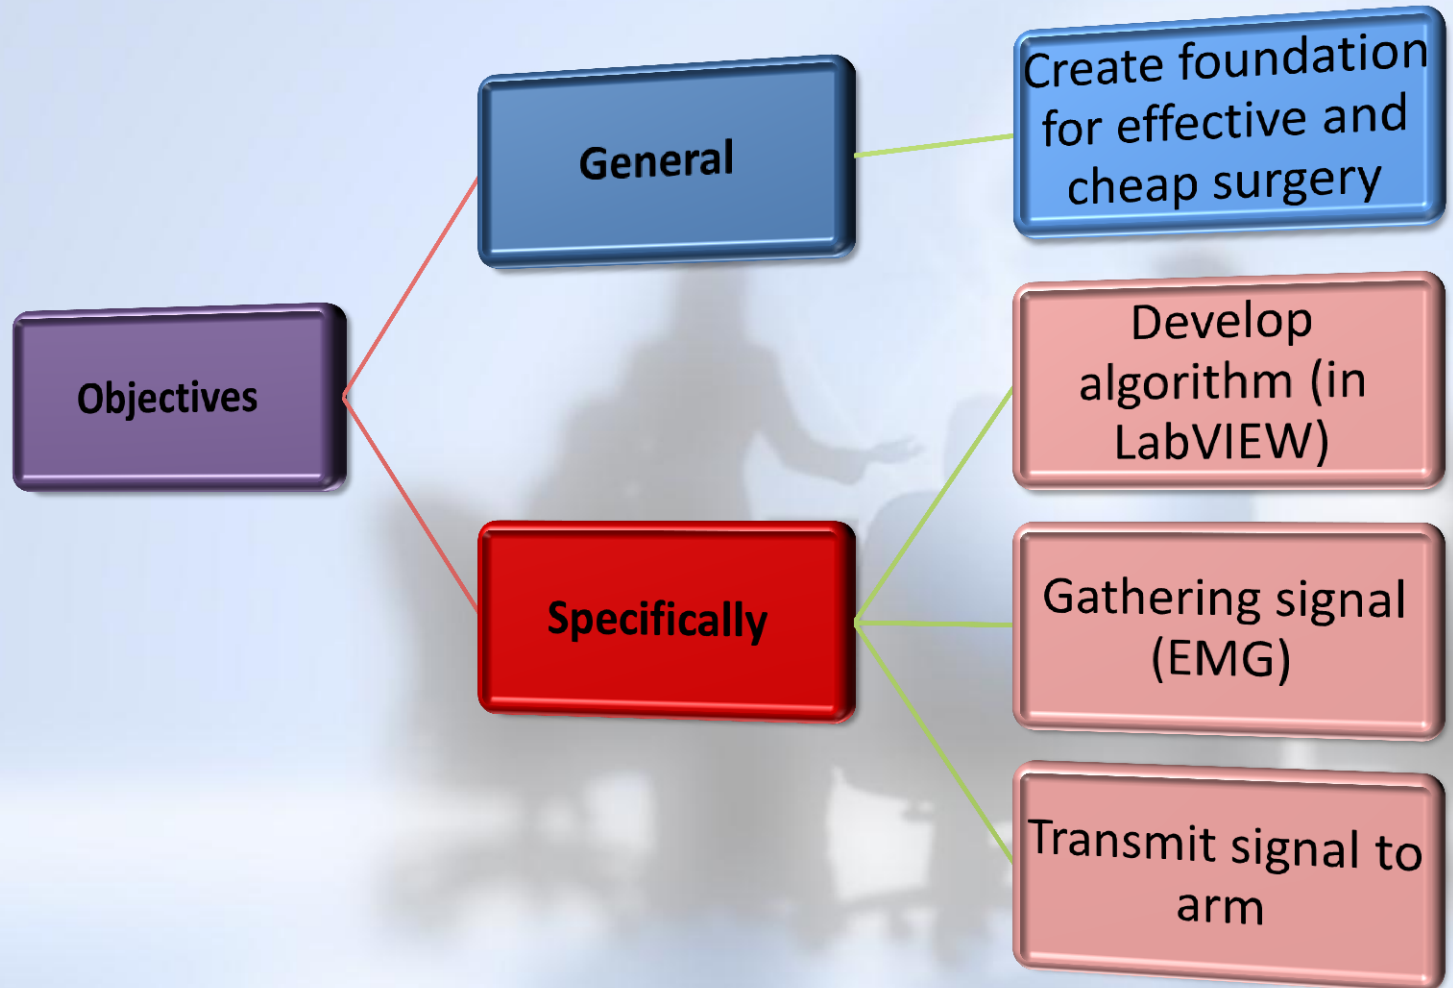 Objectives
General
Create foundation
for effective and
cheap surgery
Specifically
Develop
algorithm (in
LabVIEW)
Gathering signal
(EMG)
Transmit signal to
arm